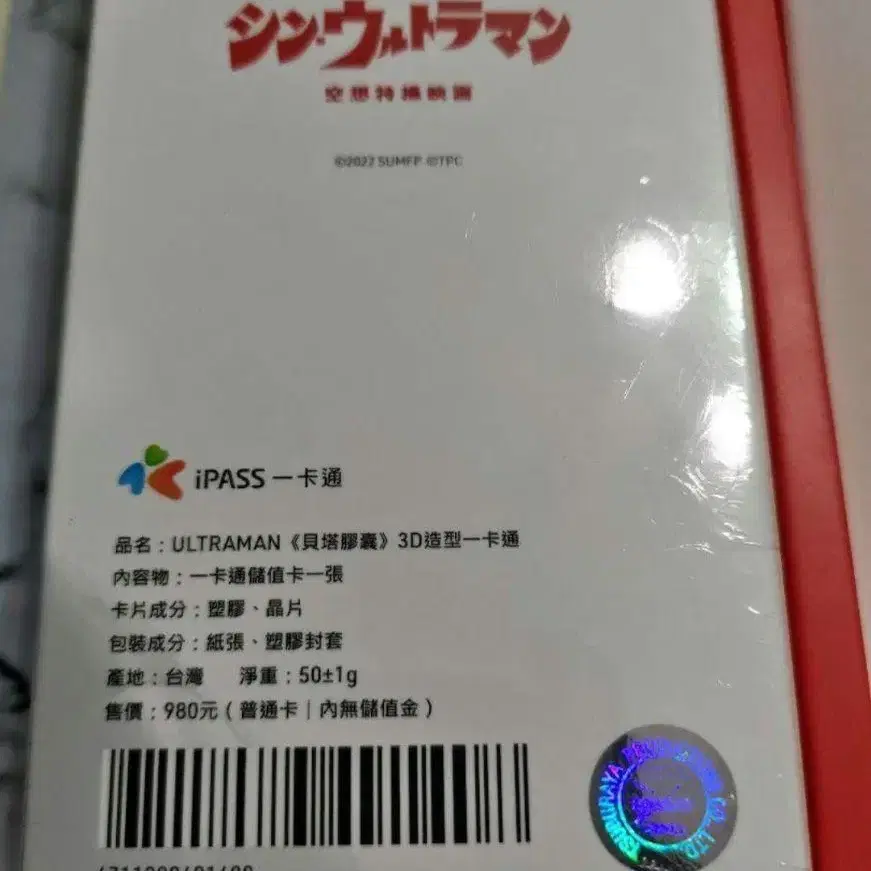 シン・ウルトラマン
空想特撮映画
©2022 SUMFP ©TPC
iPASS 一卡通
品名：ULTRAMAN《貝塔膠囊》3D造型一卡通
內容物：一卡通儲值卡一張
卡片成分：塑膠、晶片
包裝成分：紙張、塑膠封套
產地：台灣 淨重：50±1g
售價：980元（普通卡｜內無儲值金）
TSUBURAYA PRODUCTIONS CO.,LTD.